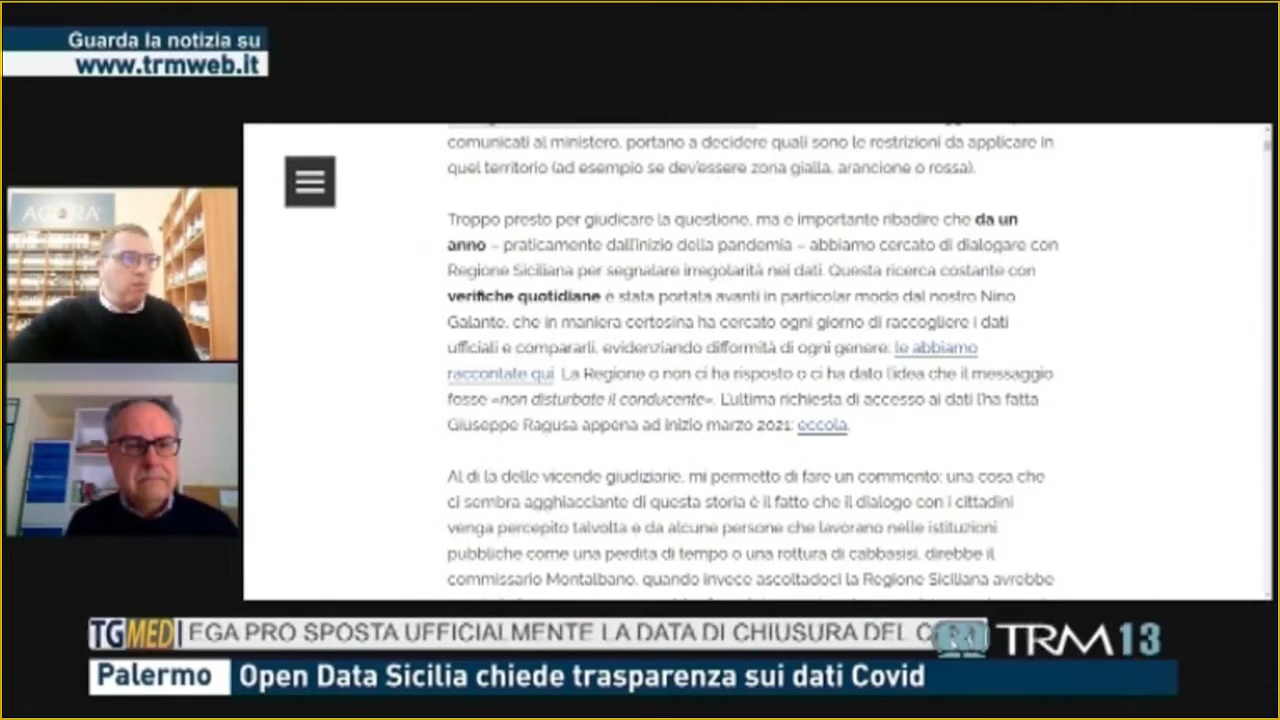 Guarda la notizia su
www.trmweb.it
AGORA'
comunicati al ministero, portano a decidere quali sono le restrizioni da applicare in
quel territorio (ad esempio se dev'essere zona gialla, arancione o rossa).
Troppo presto per giudicare la questione, ma è importante ribadire che da un
anno – praticamente dall'inizio della pandemia – abbiamo cercato di dialogare con
Regione Siciliana per segnalare irregolarità nei dati. Questa ricerca costante con
verifiche quotidiane è stata portata avanti in particolar modo dal nostro Nino
Galante, che in maniera certosina ha cercato ogni giorno di raccogliere i dati
ufficiali e compararli, evidenziando difformità di ogni genere: le abbiamo
raccontate qui. La Regione o non ci ha risposto o ci ha dato l'idea che il messaggio
fosse «non disturbate il conducente». L'ultima richiesta di accesso ai dati l'ha fatta
Giuseppe Ragusa appena ad inizio marzo 2021: eccola.
Al di là delle vicende giudiziarie, mi permetto di fare un commento: una cosa che
ci sembra agghiacciante di questa storia è il fatto che il dialogo con i cittadini
venga percepito talvolta e da alcune persone che lavorano nelle istituzioni
pubbliche come una perdita di tempo o una rottura di cabbasisi, direbbe il
commissario Montalbano, quando invece ascoltadoci la Regione Siciliana avrebbe
TGMED| EGA PRO SPOSTA UFFICIALMENTE LA DATA DI CHIUSURA DEL C
TRM 13
Palermo Open Data Sicilia chiede trasparenza sui dati Covid